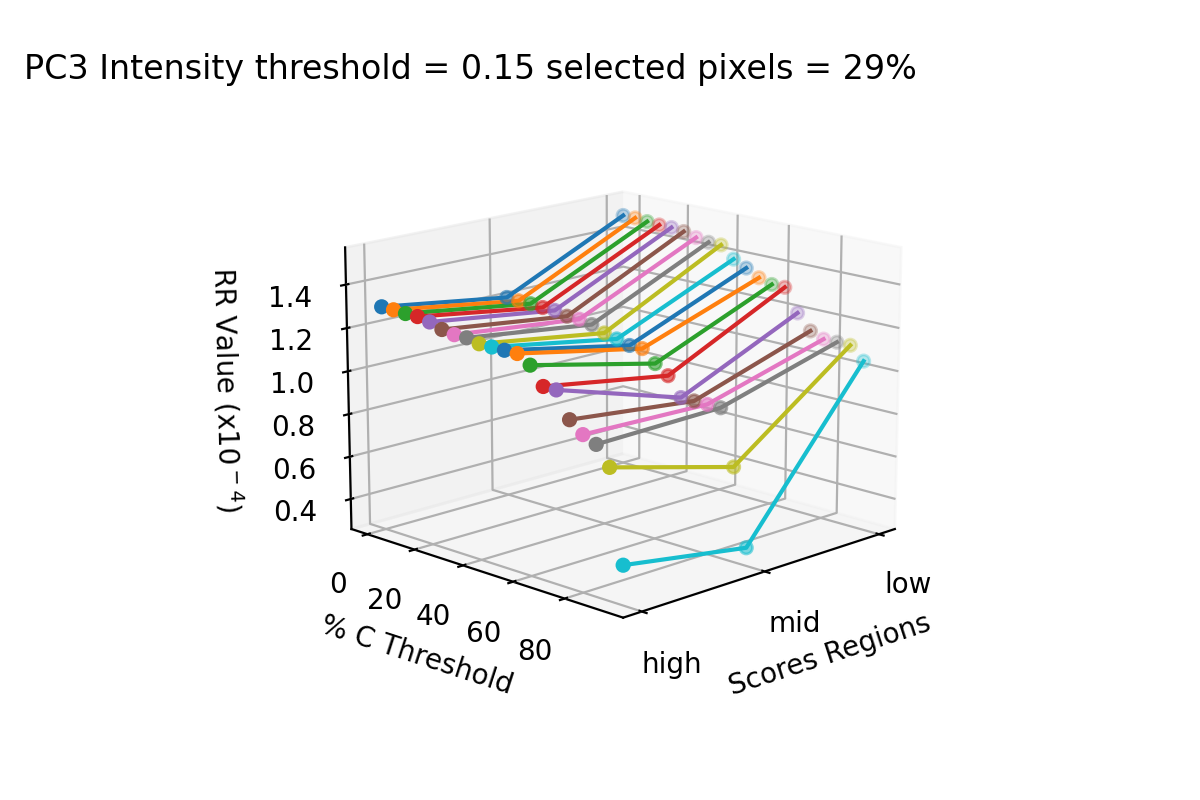 PC3 Intensity threshold = 0.15 selected pixels = 29%
RR Value (x10⁻⁴)
1.4
1.2
1.0
0.8
0.6
0.4
0
20
40
60
80
% C Threshold
high
mid
low
Scores Regions